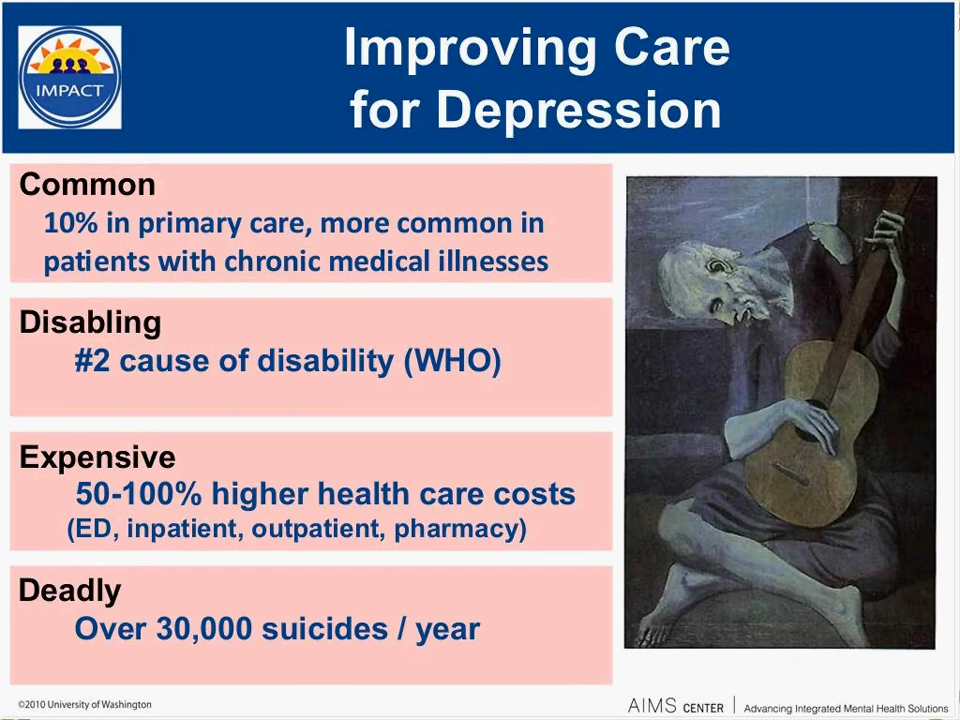 IMPACT
Improving Care
for Depression
Common
10% in primary care, more common in
patients with chronic medical illnesses
Disabling
#2 cause of disability (WHO)
Expensive
50-100% higher health care costs
(ED, inpatient, outpatient, pharmacy)
Deadly
Over 30,000 suicides / year
©2010 University of Washington
AIMS CENTER | Advancing Integrated Mental Health Solutions